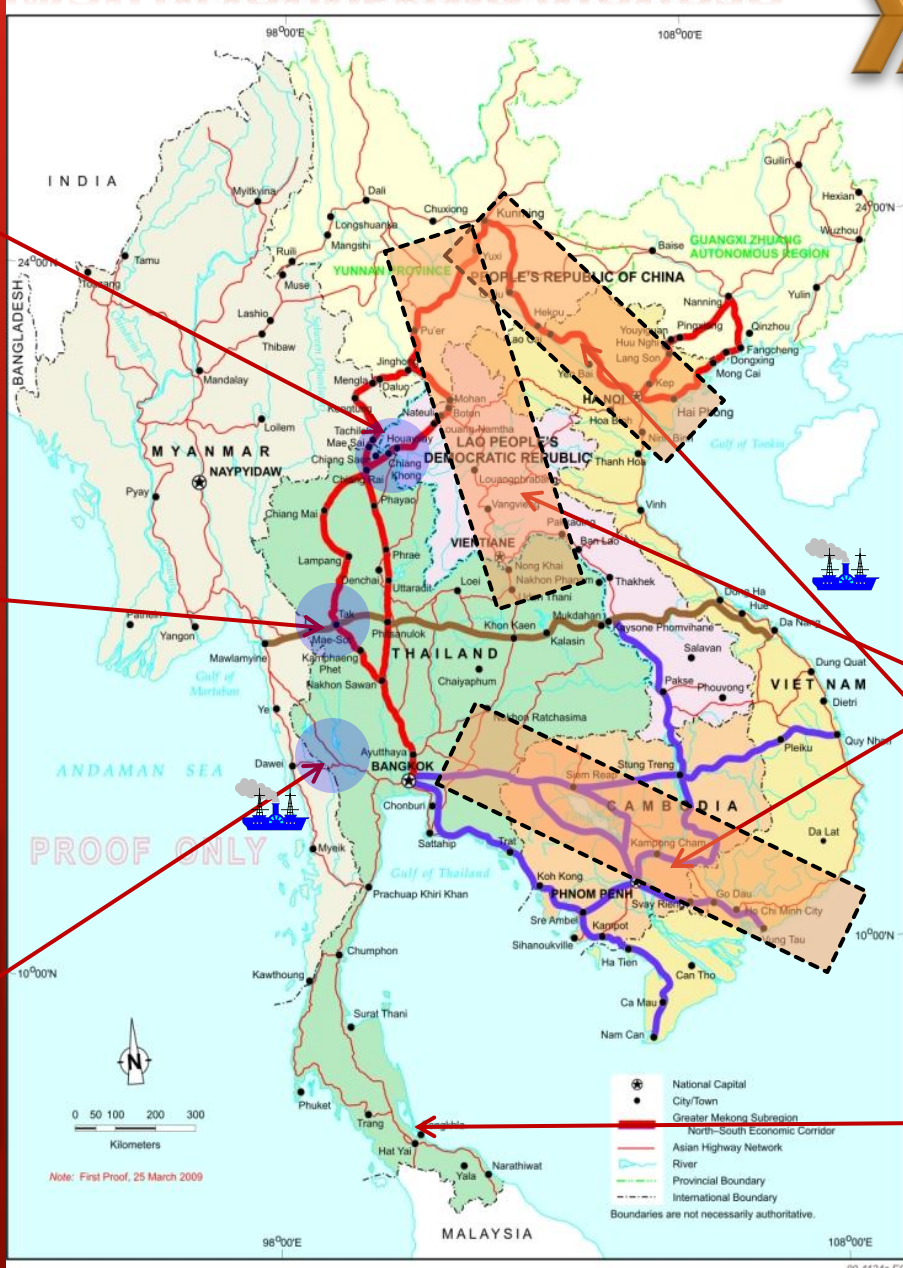 98°00'E
108°00'E
INDIA
Myitkyina
Dali
Chuxiong
Kunming
Guilin
Hexian
24°00'N
Longshuanka
Mangshi
Baise
Wuzhou
GUANGXI ZHUANG
AUTONOMOUS REGION
24°00'N
Tamu
Ruili
Muse
YUNNAN PROVINCE
Yuxi
PEOPLE'S REPUBLIC OF CHINA
Nanning
Yulin
BANGLADESH
Lashio
Thibaw
Pu'er
Hekou
Lao Cai
Youyiguan
Huu Nghi
Pingxiang
Qinzhou
Fangcheng
Dongxing
Mong Cai
Lang Son
Mandalay
Jinghong
Mengla
Daluo
Yen Bai
Kep
HA NOI
Hai Phong
Kengtung
Mohan
Boten
Nateuil
Loilem
Tachilek
Mae Sai
Houayxay
Louang-Namtha
Hoa Binh
Ninh Binh
Gulf of Tonkin
MYANMAR
NAYPYIDAW
Chiang Saen
Chiang Khong
Chiang Rai
LAO PEOPLE'S
DEMOCRATIC REPUBLIC
Thanh Hoa
Pyay
Chiang Mai
Phayao
Louangphrabang
Vangvieng
Vinh
Lampang
Phrae
VIENTIANE
Pakkading
Ban Lao
Denchai
Uttaradit
Loei
Nong Khai
Nakhon Phanom
Udon Thani
Thakhek
Pathein
Yangon
Mawlamyine
Tak
Mae-Sot
Phitsanulok
Khon Kaen
Mukdahan
Kalasin
Kaysone Phomvihane
Dong Ha
Hue
Da Nang
Kamphaeng
Phet
THAILAND
Salavan
Gulf of
Martaban
Nakhon Sawan
Chaiyaphum
Pakse
Phouvong
Dung Quat
VIET NAM
Dietri
Ye
Nakhon Ratchasima
Ayutthaya
BANGKOK
Dawei
ANDAMAN SEA
Siem Reap
Stung Treng
Pleiku
Quy Nhon
Chonburi
CAMBODIA
Sattahip
Da Lat
PROOF ONLY
Myeik
Trat
Kampong Cham
Gulf of Thailand
Koh Kong
PHNOM PENH
Prachuap Khiri Khan
Svay Rieng
Go Dau
Ho Chi Minh City
Sre Ambel
Kampot
Vung Tau
10°00'N
Sihanoukville
Ha Tien
Chumphon
Can Tho
10°00'N
Kawthoung
Ca Mau
Surat Thani
Nam Can
N
Phuket
0 50 100 200 300
Kilometers
Trang
Hat Yai
Yala
Narathiwat
Note: First Proof, 25 March 2009
MALAYSIA
National Capital
City/Town
Greater Mekong Subregion
North–South Economic Corridor
Asian Highway Network
River
Provincial Boundary
International Boundary
Boundaries are not necessarily authoritative.
98°00'E
108°00'E